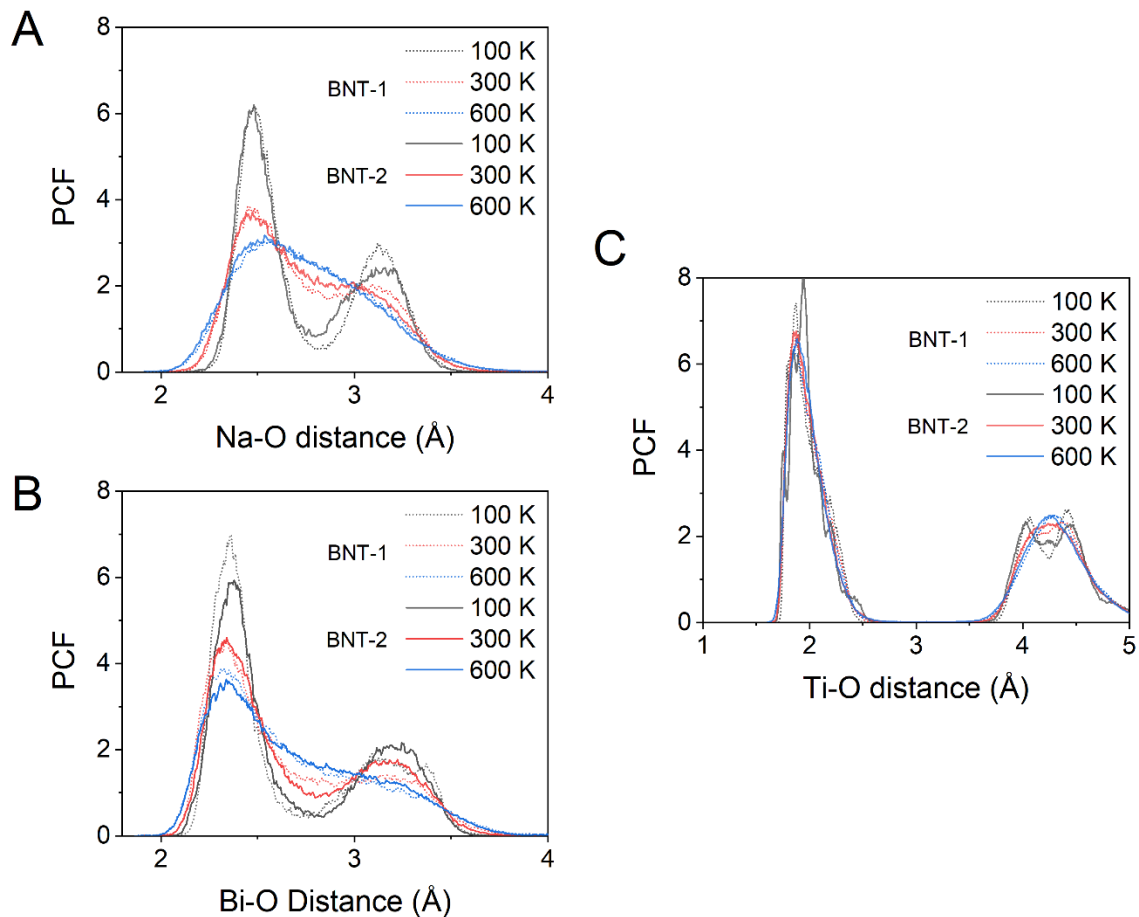 A
PCF
8
6
4
2
0
100 K
BNT-1
300 K
600 K
100 K
BNT-2
300 K
600 K
2
3
4
Na-O distance (Å)
B
PCF
8
6
4
2
0
100 K
BNT-1
300 K
600 K
100 K
BNT-2
300 K
600 K
2
3
4
Bi-O Distance (Å)
C
PCF
8
6
4
2
0
100 K
BNT-1
300 K
600 K
100 K
BNT-2
300 K
600 K
1
2
3
4
5
Ti-O distance (Å)